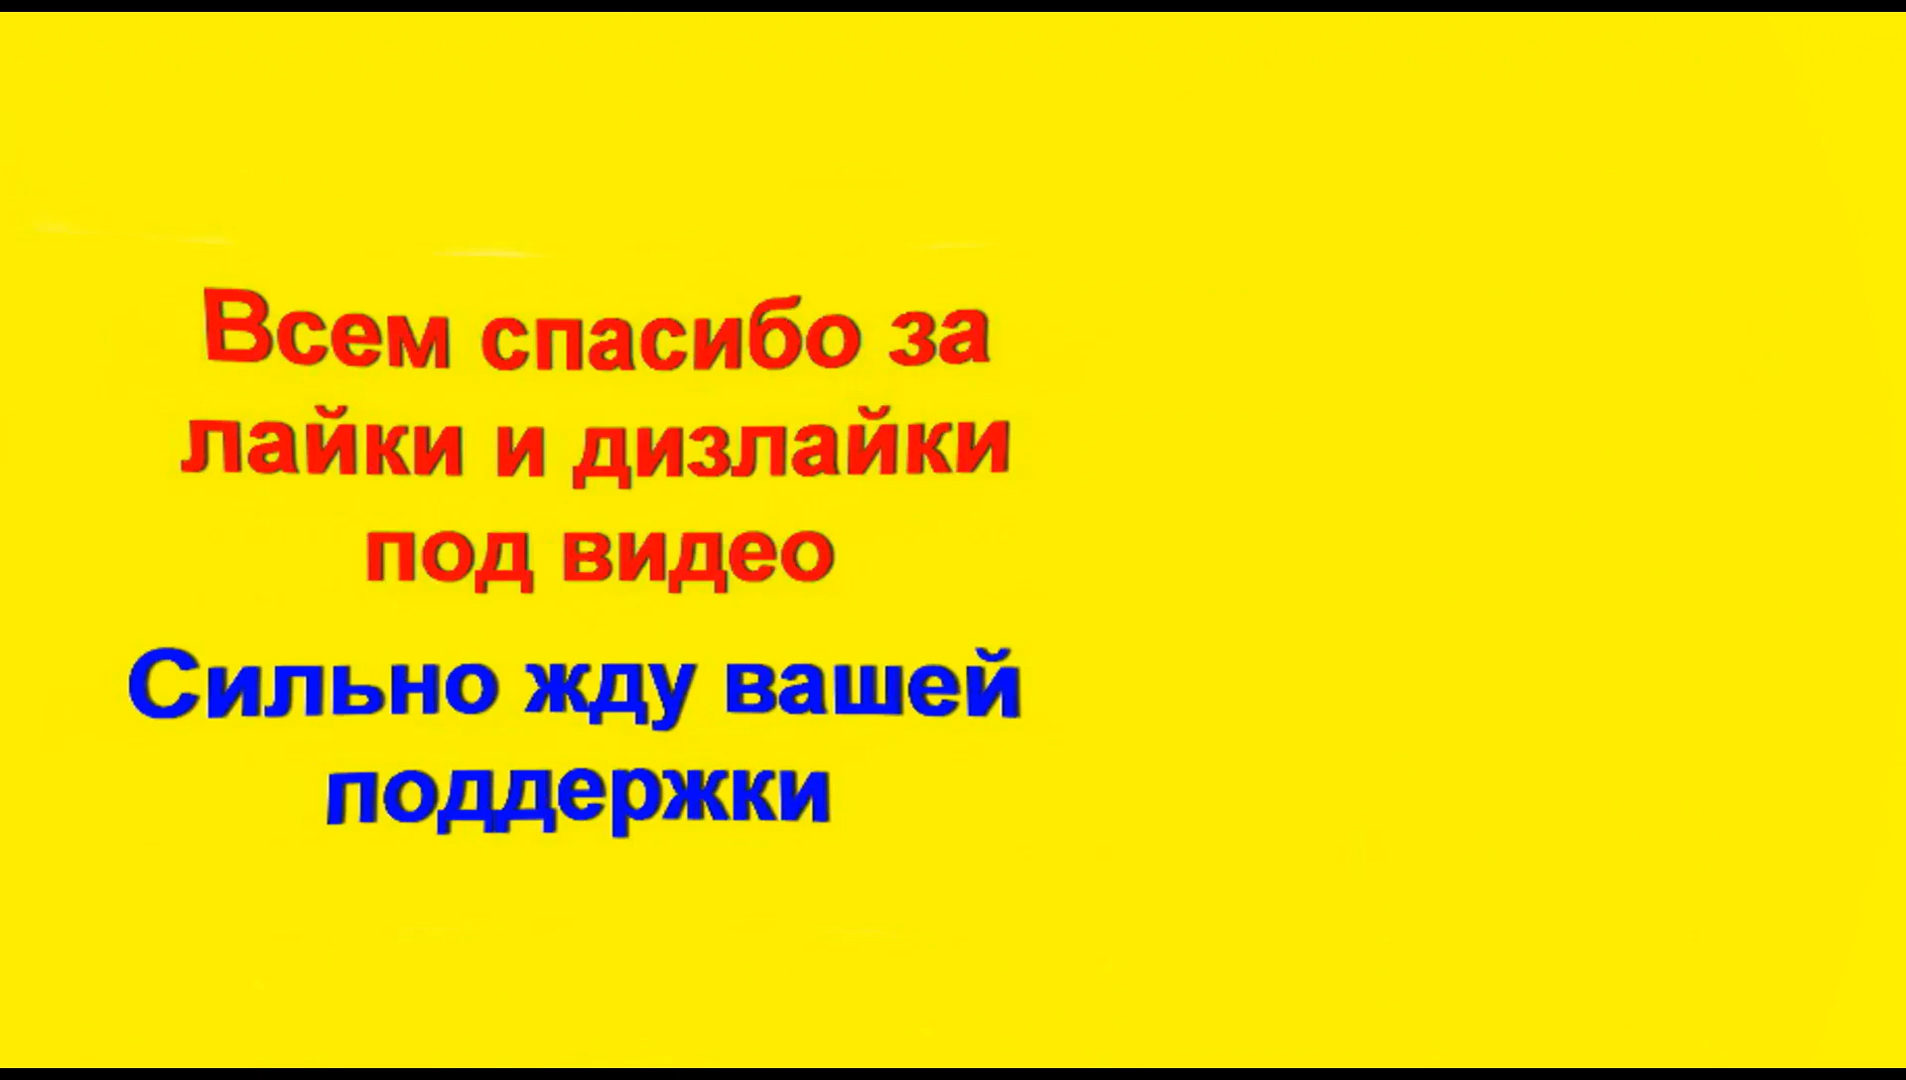 Всем спасибо за
лайки и дизлайки
под видео
Сильно жду вашей
поддержки